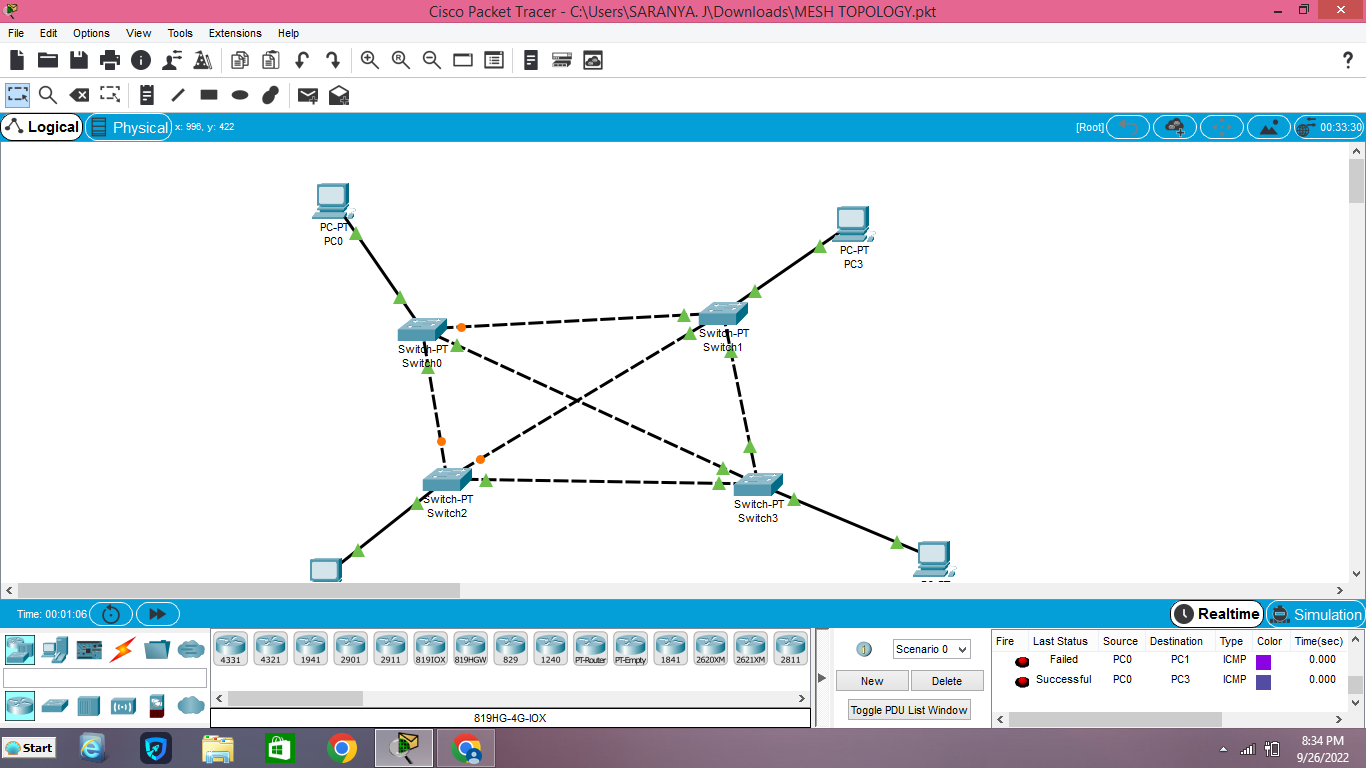 Cisco Packet Tracer - C:\Users\SARANYA. J\Downloads\MESH TOPOLOGY.pkt
File Edit Options View Tools Extensions Help
Logical Physical x: 996, y: 422 [Root] 00:33:30
PC-PT
PC0
PC-PT
PC3
Switch-PT
Switch1
Switch-PT
Switch0
Switch-PT
Switch2
Switch-PT
Switch3
Time: 00:01:06 Realtime Simulation
4331 4321 1941 2901 2911 819IOX 819HGW 829 1240 PT-Router PT-Empty 1841 2620XM 2621XM 2811
819HG-4G-IOX
Scenario 0
New Delete
Toggle PDU List Window
Fire Last Status Source Destination Type Color Time(sec)
Failed PC0 PC1 ICMP 0.000
Successful PC0 PC3 ICMP 0.000
Start
8:34 PM
9/26/2022